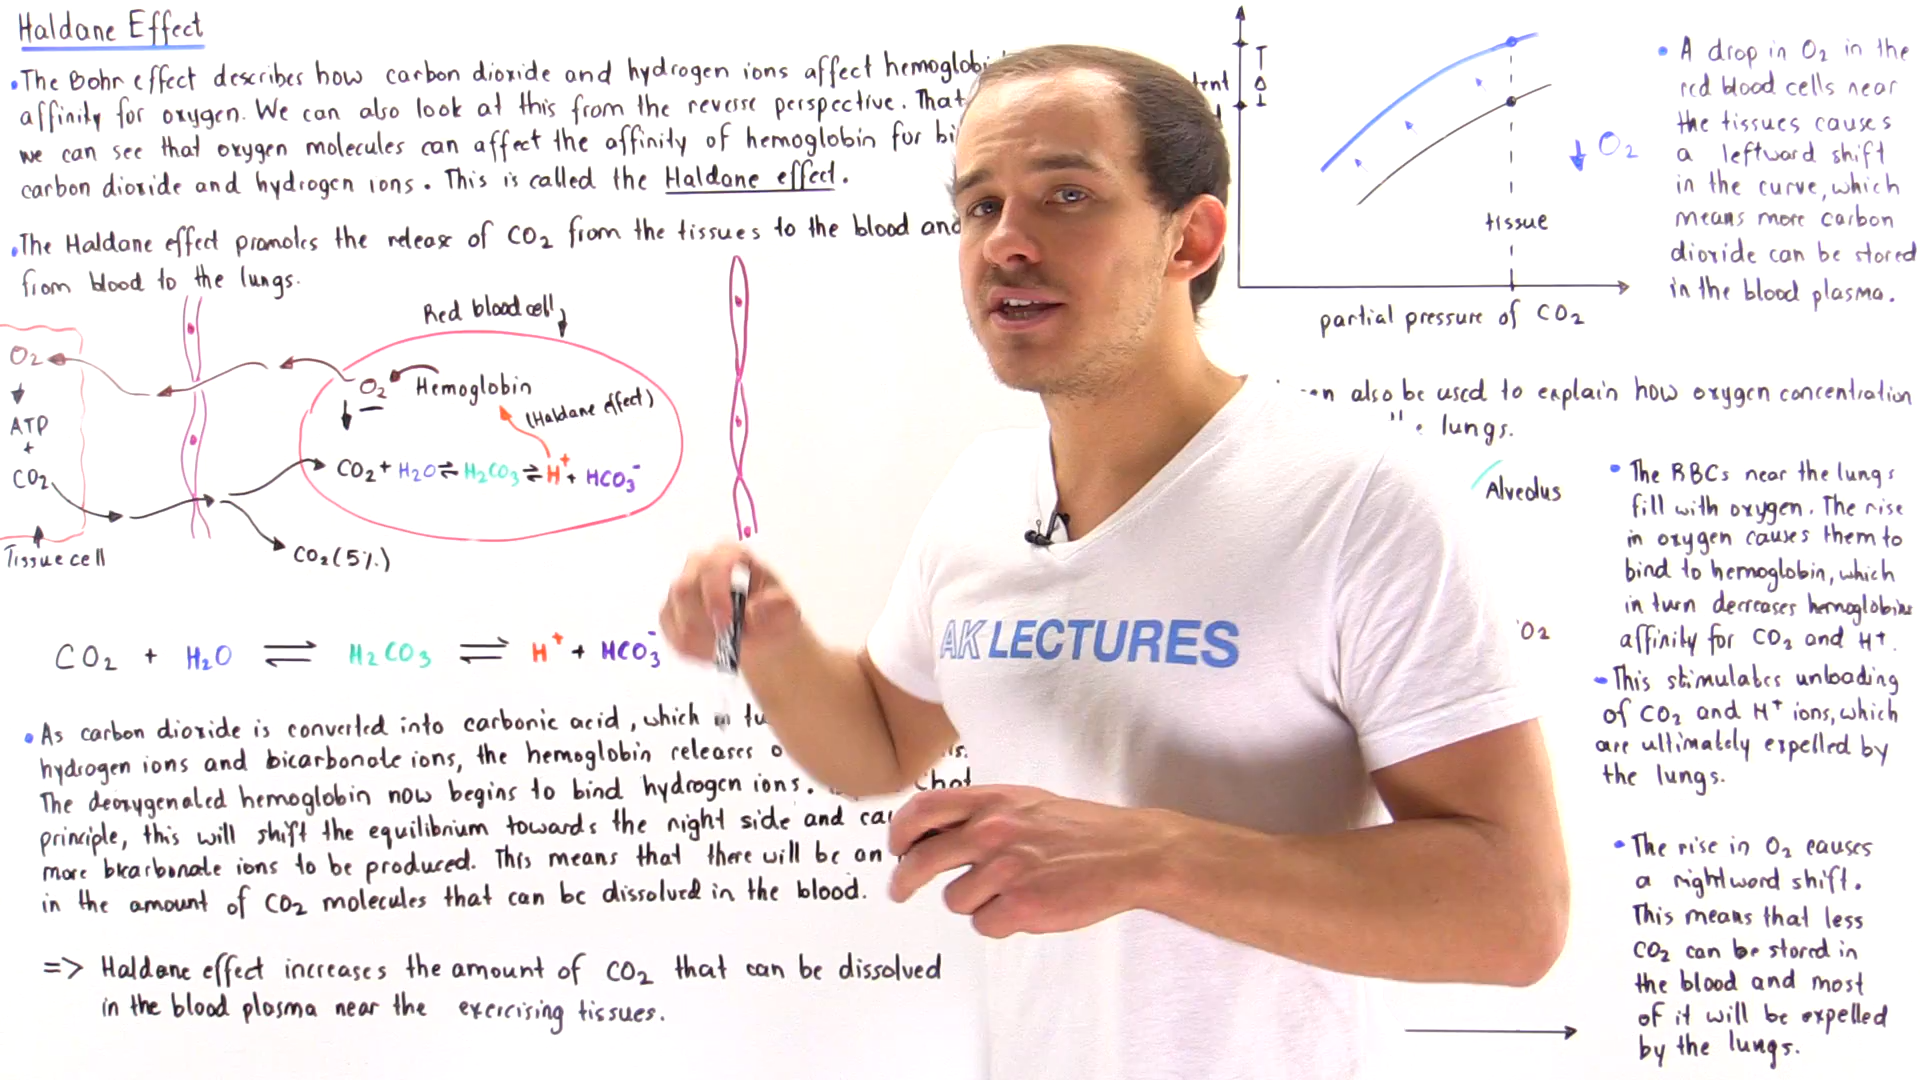 Haldane Effect
• The Bohr effect describes how carbon dioxide and hydrogen ions affect
affinity for oxygen. We can also look at this from the reverse perspective. That
we can see that oxygen molecules can affect the affinity of hemoglobin for
carbon dioxide and hydrogen ions. This is called the Haldane effect.
• The Haldane effect promotes the release of CO2 from the tissues to the blood and
from blood to the lungs.
Red blood cell
O2
ATP
+
CO2
Tissue cell
O2 Hemoglobin
(Haldane effect)
CO2 + H2O ⇌ H2CO3 ⇌ H+ + HCO3-
CO2 (5%)
CO2 + H2O ⇌ H2CO3 ⇌ H+ + HCO3-
• As carbon dioxide is converted into carbonic acid, which in
hydrogen ions and bicarbonate ions, the hemoglobin releases
The deoxygenated hemoglobin now begins to bind hydrogen ions.
principle, this will shift the equilibrium towards the right side and
more bicarbonate ions to be produced. This means that there will be an
in the amount of CO2 molecules that can be dissolved in the blood.
=> Haldane effect increases the amount of CO2 that can be dissolved
in the blood plasma near the exercising tissues.
AK LECTURES
tissue
partial pressure of CO2
↓ O2
• A drop in O2 in the
red blood cells near
the tissues causes
a leftward shift
in the curve, which
means more carbon
dioxide can be stored
in the blood plasma.
also be used to explain how oxygen concentration
lungs.
Alveolus
O2
• The RBCs near the lungs
fill with oxygen. The rise
in oxygen causes them to
bind to hemoglobin, which
in turn decreases hemoglobins
affinity for CO2 and H+.
- This stimulates unloading
of CO2 and H+ ions, which
are ultimately expelled by
the lungs.
• The rise in O2 causes
a rightward shift.
This means that less
CO2 can be stored in
the blood and most
of it will be expelled
by the lungs.